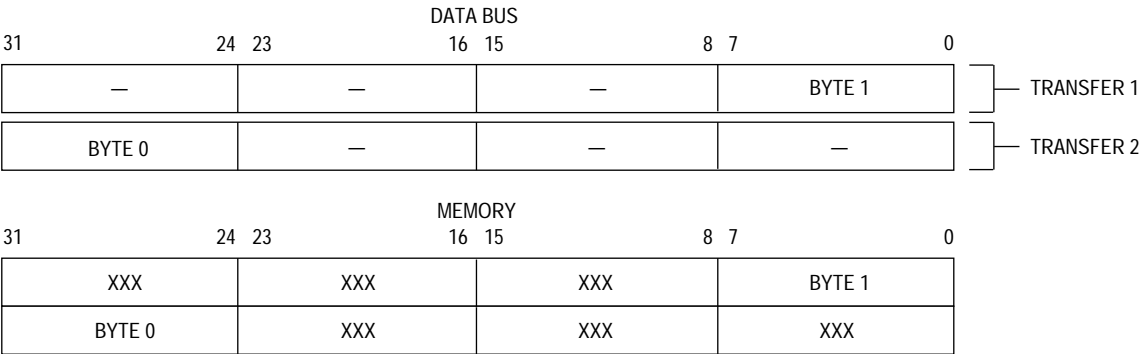 DATA BUS
31 24 23 16 15 8 7 0
— — — BYTE 1 TRANSFER 1
BYTE 0 — — — TRANSFER 2
MEMORY
31 24 23 16 15 8 7 0
XXX XXX XXX BYTE 1
BYTE 0 XXX XXX XXX